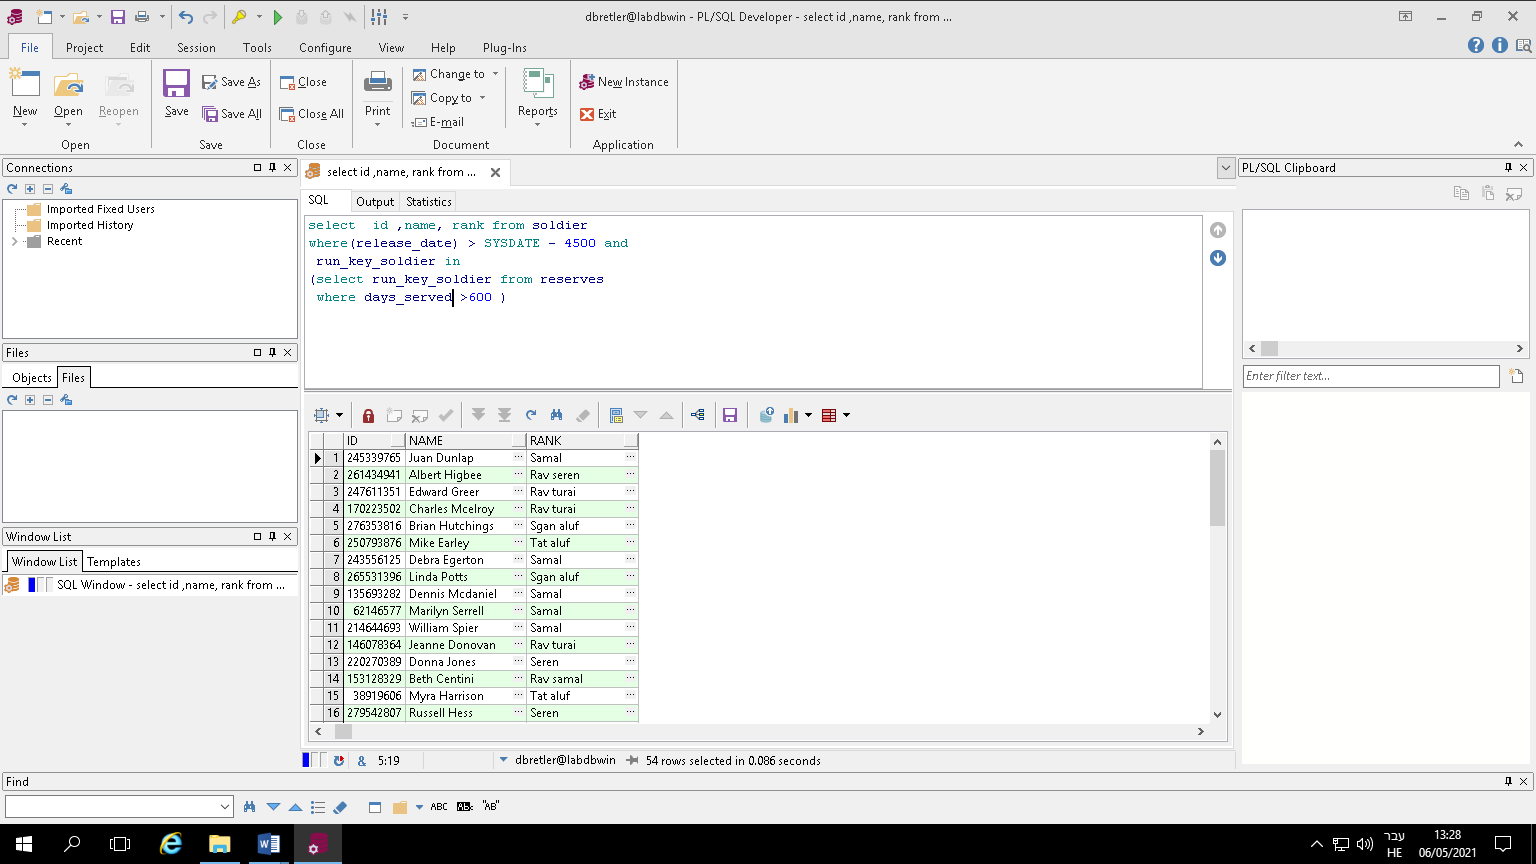 dbretler@labdbwin - PL/SQL Developer - select id ,name, rank from ...
File Project Edit Session Tools Configure View Help Plug-Ins
New Open Reopen Save Save As Save All Close Close All Print Change to Copy to E-mail Reports New Instance Exit
Open Save Close Document Application
Connections
Imported Fixed Users
Imported History
Recent
Files
Objects Files
Window List
Window List Templates
SQL Window - select id ,name, rank from ...
select id ,name, rank from ...
SQL Output Statistics
select  id ,name, rank from soldier
where(release_date) > SYSDATE - 4500 and
run_key_soldier in
(select run_key_soldier from reserves
where days_served >600 )
ID NAME RANK
1 245339765 Juan Dunlap ... Samal ...
2 261434941 Albert Higbee ... Rav seren ...
3 247611351 Edward Greer ... Rav turai ...
4 170223502 Charles Mcelroy ... Rav turai ...
5 276353816 Brian Hutchings ... Sgan aluf ...
6 250793876 Mike Earley ... Tat aluf ...
7 243556125 Debra Egerton ... Samal ...
8 265531396 Linda Potts ... Sgan aluf ...
9 135693282 Dennis Mcdaniel ... Samal ...
10 62146577 Marilyn Serrell ... Samal ...
11 214644693 William Spier ... Samal ...
12 146078364 Jeanne Donovan ... Rav turai ...
13 220270389 Donna Jones ... Seren ...
14 153128329 Beth Centini ... Rav samal ...
15 38919606 Myra Harrison ... Tat aluf ...
16 279542807 Russell Hess ... Seren ...
& 5:19 dbretler@labdbwin 54 rows selected in 0.086 seconds
PL/SQL Clipboard
Enter filter text...
Find
ABC AB: "AB"
עבר
HE
13:28
06/05/2021